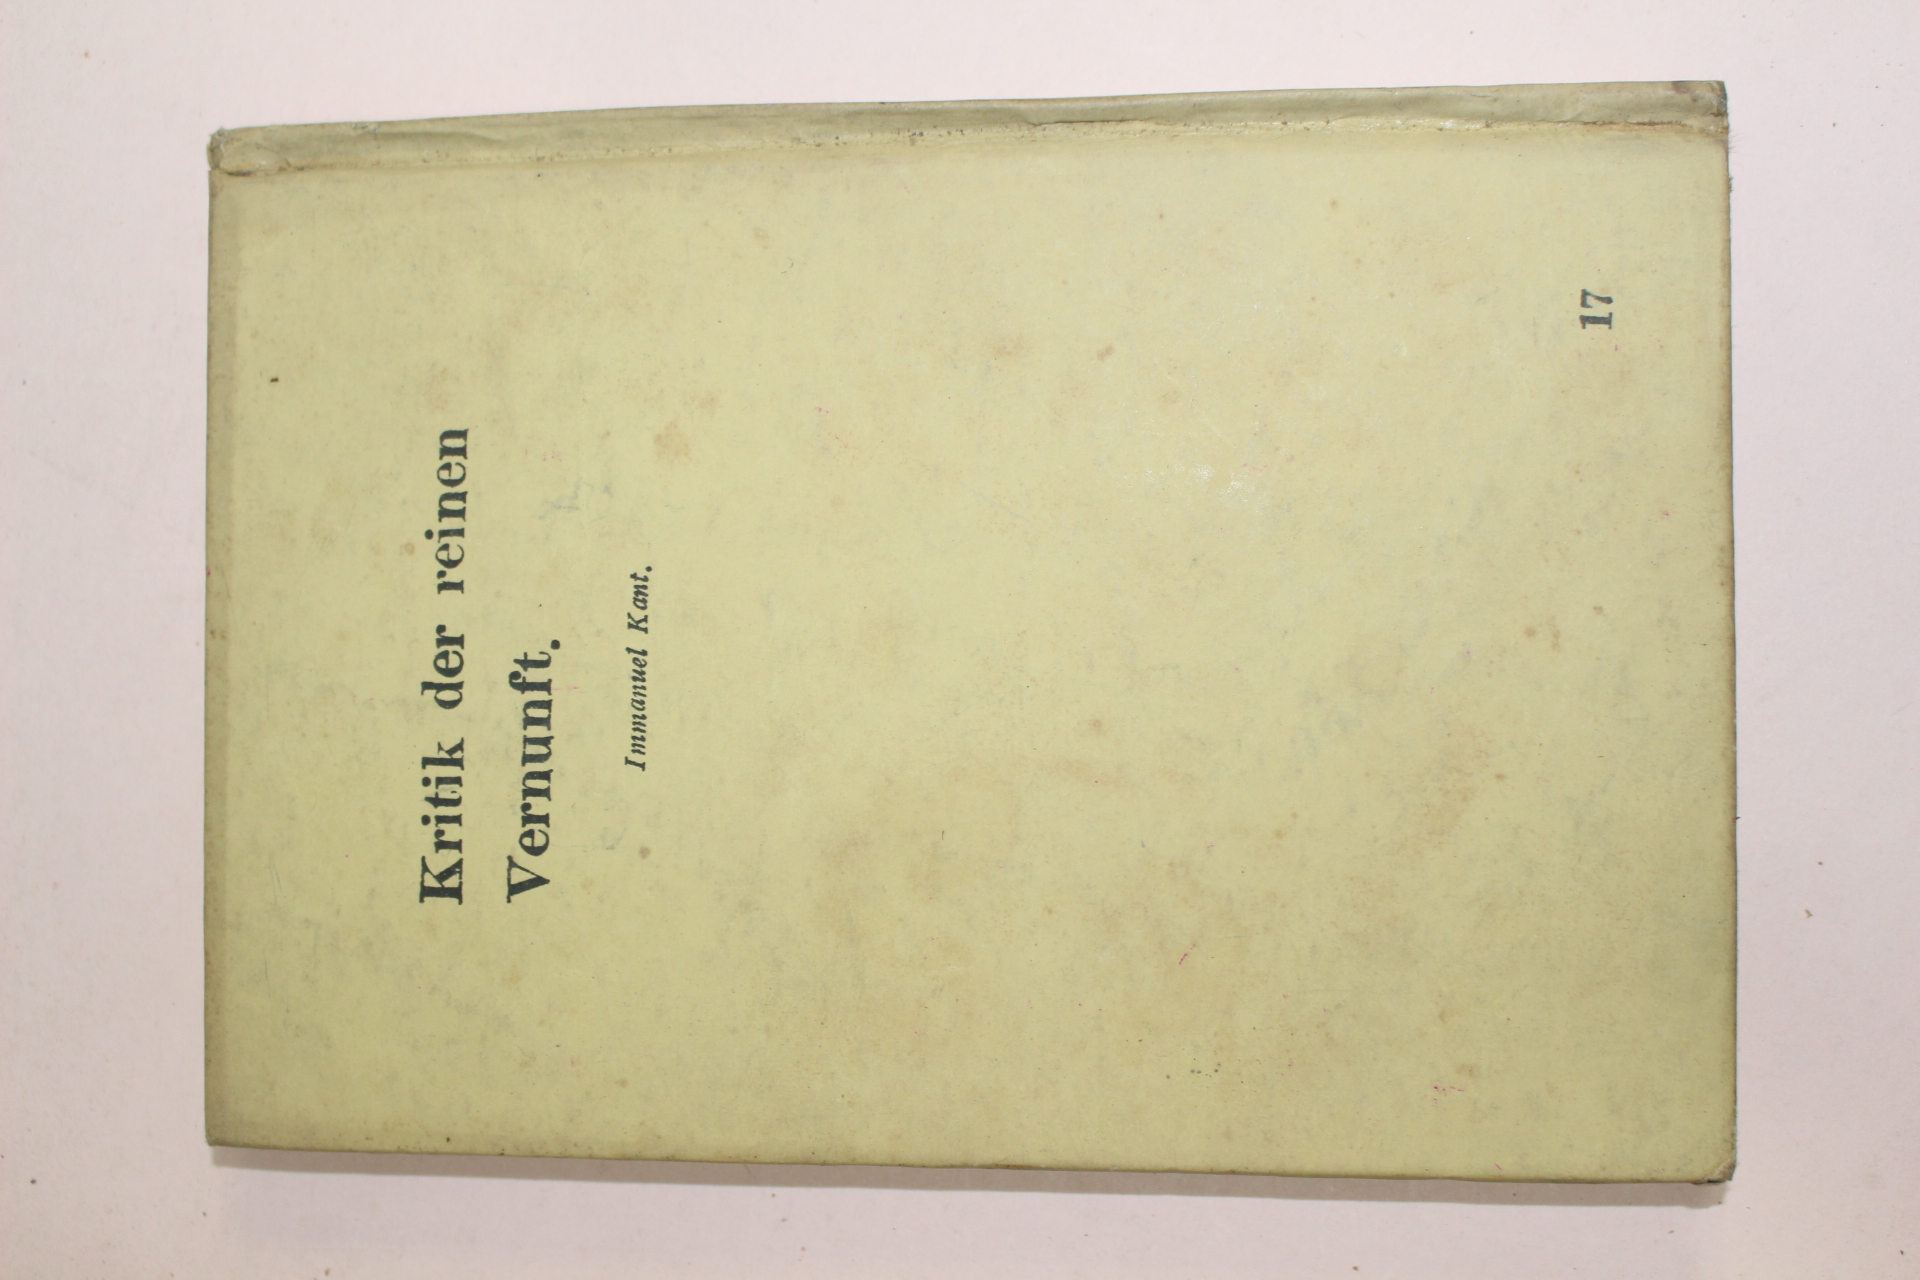 Kritik der reinen
Vernunft.
Immanuel Kant.
17